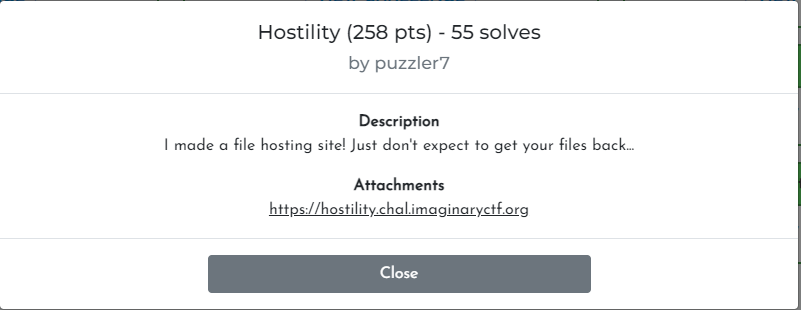 Hostility (258 pts) - 55 solves
by puzzler7
Description
I made a file hosting site! Just don't expect to get your files back...
Attachments
https://hostility.chal.imaginaryctf.org
Close